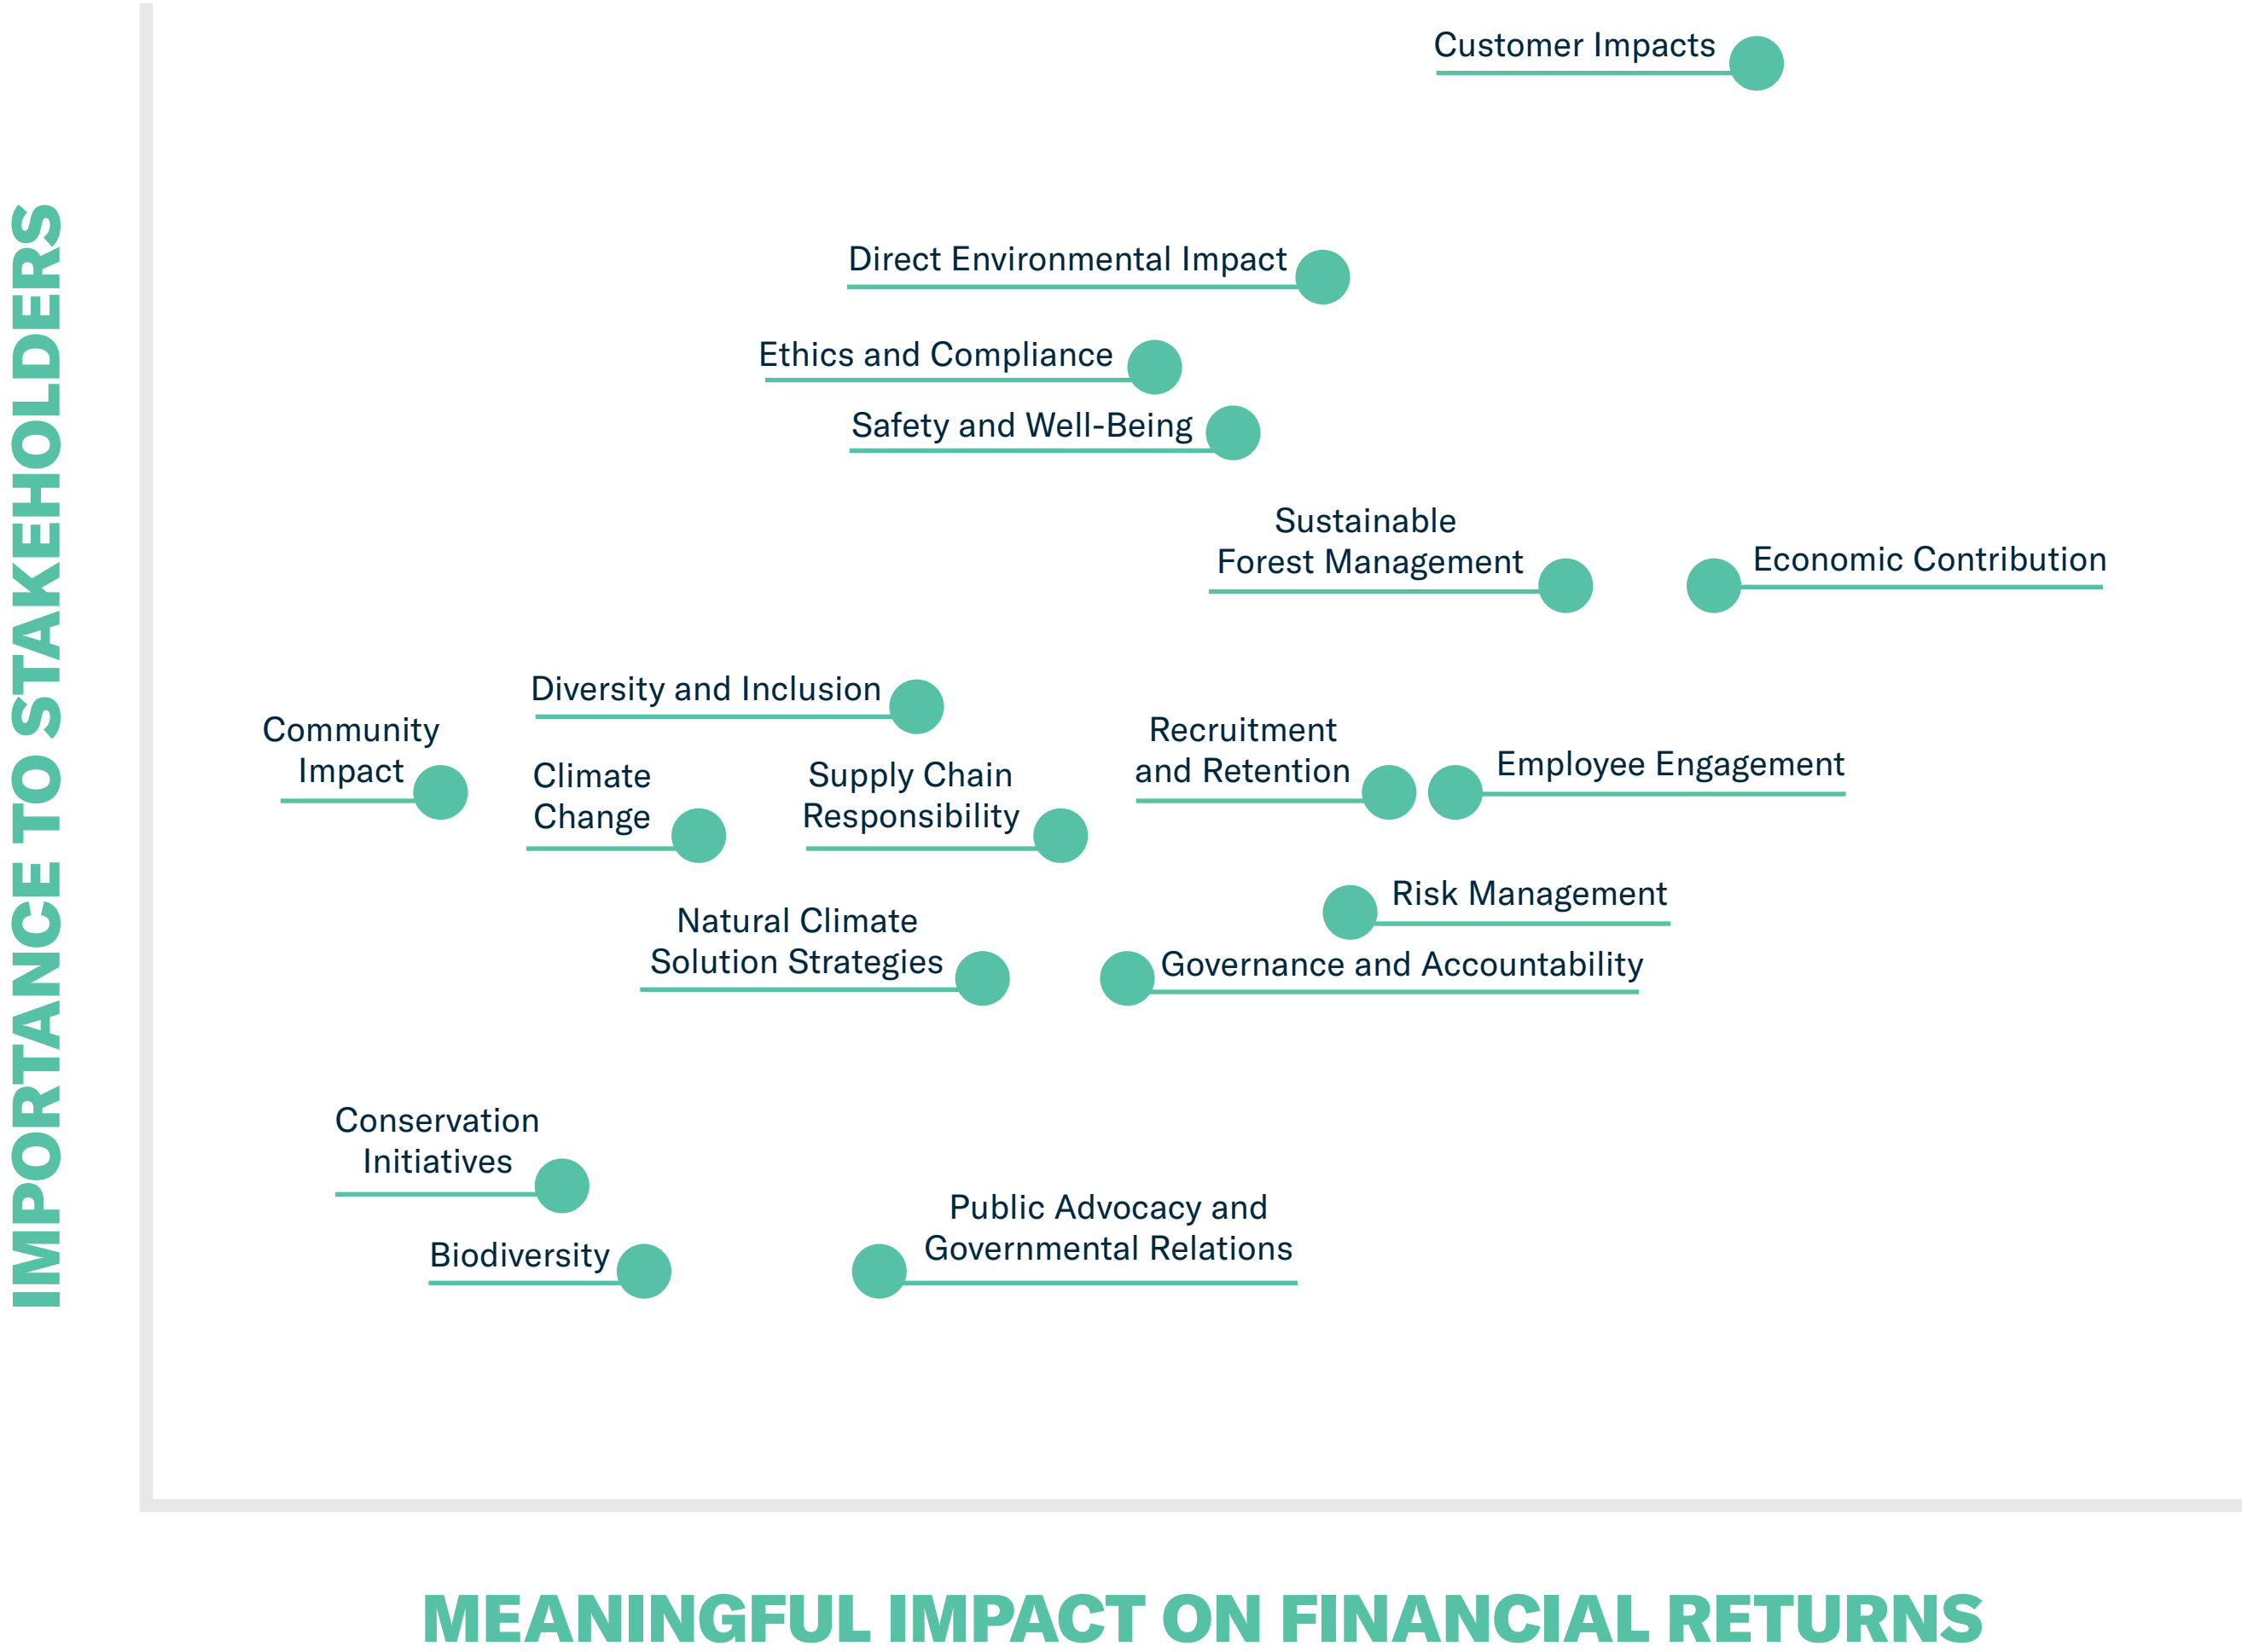 Customer Impacts
Direct Environmental Impact
Ethics and Compliance
Safety and Well-Being
Sustainable
Forest Management
Economic Contribution
Diversity and Inclusion
Community
Impact
Climate
Change
Supply Chain
Responsibility
Recruitment
and Retention
Employee Engagement
Risk Management
Natural Climate
Solution Strategies
Governance and Accountability
Conservation
Initiatives
Biodiversity
Public Advocacy and
Governmental Relations
IMPORTANCE TO STAKEHOLDERS
MEANINGFUL IMPACT ON FINANCIAL RETURNS